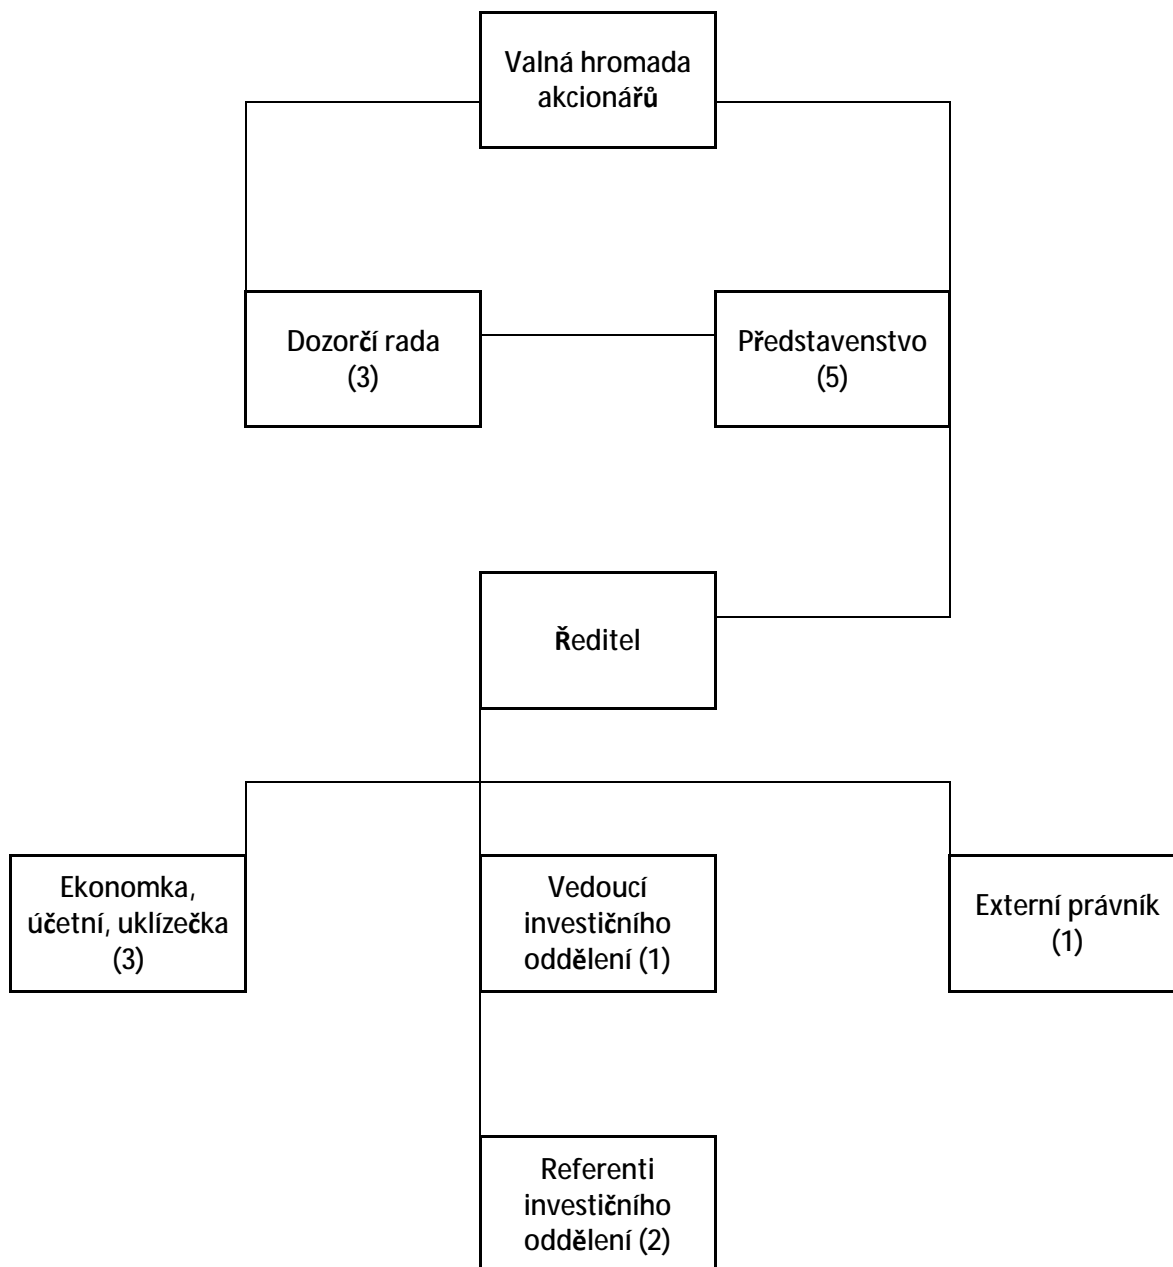 Valná hromada
akcionářů
Dozorčí rada
(3)
Představenstvo
(5)
Ředitel
Ekonomka,
účetní, uklízečka
(3)
Vedoucí
investičního
oddělení (1)
Externí právník
(1)
Referenti
investičního
oddělení (2)